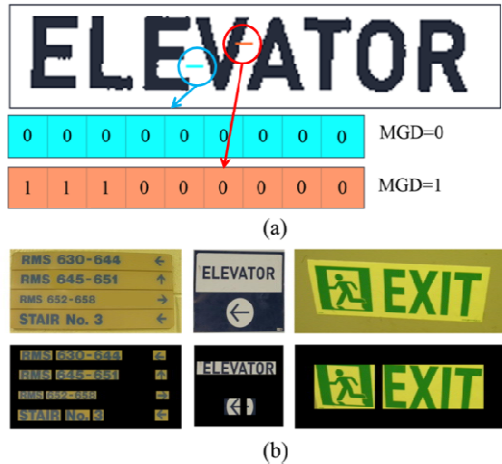 ELEVATOR
0 0 0 0 0 0 0 0 0 MGD=0
1 1 1 0 0 0 0 0 0 MGD=1
(a)
RMS 630-644
RMS 645-651
RMS 652-658
STAIR No. 3
ELEVATOR
EXIT
RMS 630-644
RMS 645-651
RMS 652-658
STAIR No. 3
ELEVATOR
EXIT
(b)